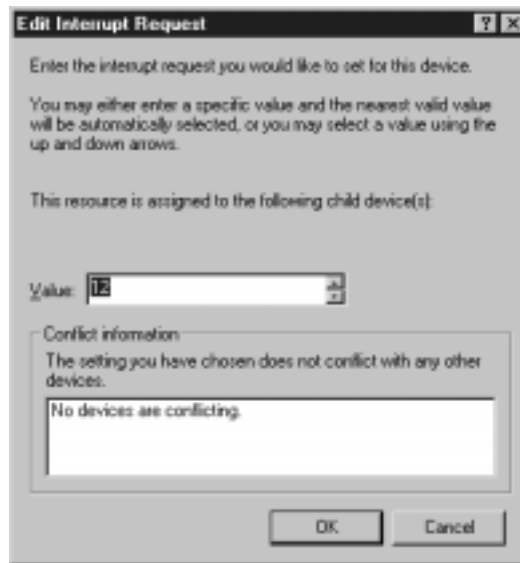 Edit Interrupt Request
Enter the interrupt request you would like to set for this device.
You may either enter a specific value and the nearest valid value
will be automatically selected, or you may select a value using the
up and down arrows.
This resource is assigned to the following child device(s):
Value: 12
Conflict information
The setting you have chosen does not conflict with any other
devices.
No devices are conflicting.
OK Cancel